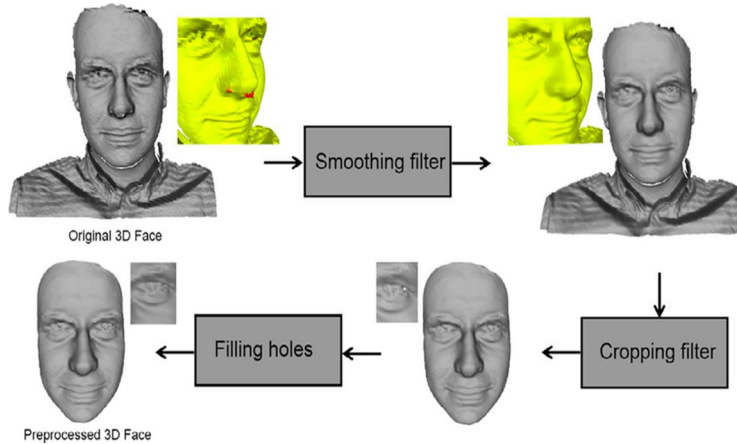 Smoothing filter
Original 3D Face
Filling holes
Cropping filter
Preprocessed 3D Face